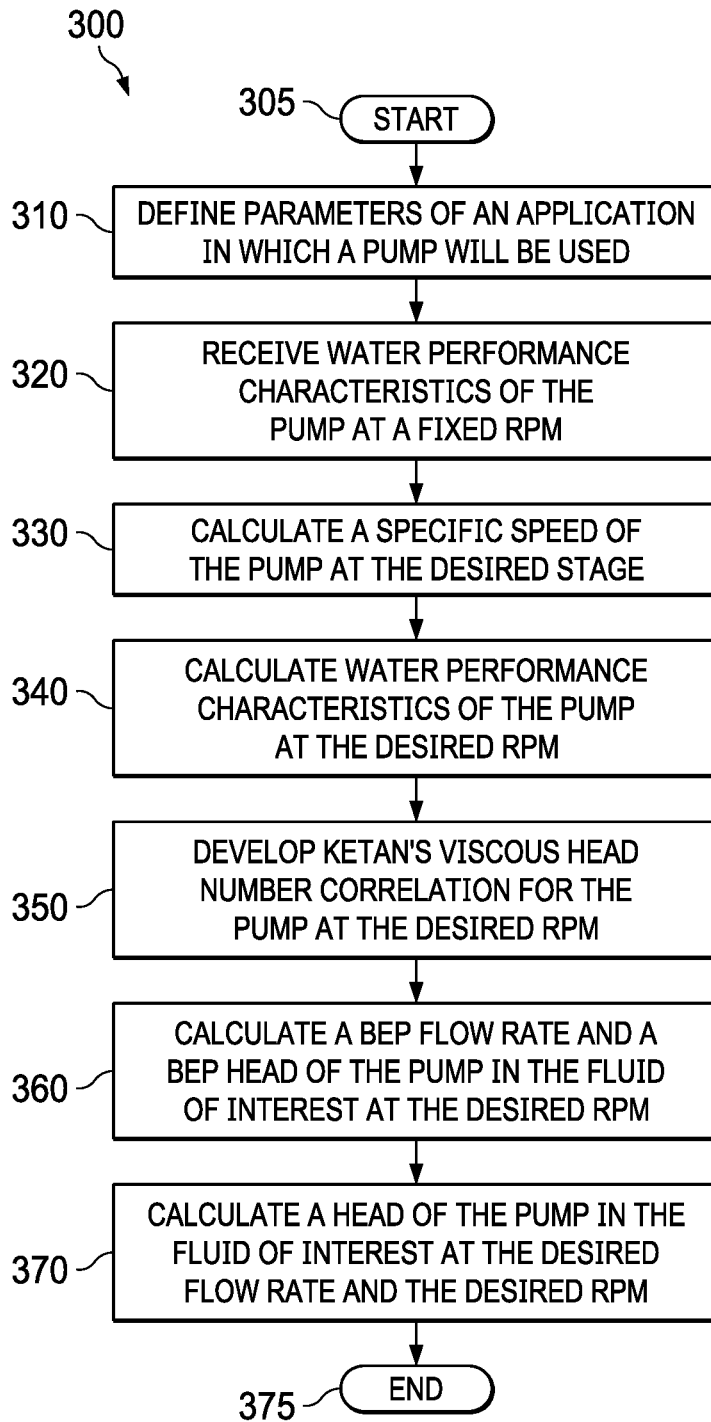 300
305
START
310
DEFINE PARAMETERS OF AN APPLICATION
IN WHICH A PUMP WILL BE USED
320
RECEIVE WATER PERFORMANCE
CHARACTERISTICS OF THE
PUMP AT A FIXED RPM
330
CALCULATE A SPECIFIC SPEED OF
THE PUMP AT THE DESIRED STAGE
340
CALCULATE WATER PERFORMANCE
CHARACTERISTICS OF THE PUMP
AT THE DESIRED RPM
350
DEVELOP KETAN'S VISCOUS HEAD
NUMBER CORRELATION FOR THE
PUMP AT THE DESIRED RPM
360
CALCULATE A BEP FLOW RATE AND A
BEP HEAD OF THE PUMP IN THE FLUID
OF INTEREST AT THE DESIRED RPM
370
CALCULATE A HEAD OF THE PUMP IN THE
FLUID OF INTEREST AT THE DESIRED
FLOW RATE AND THE DESIRED RPM
375
END